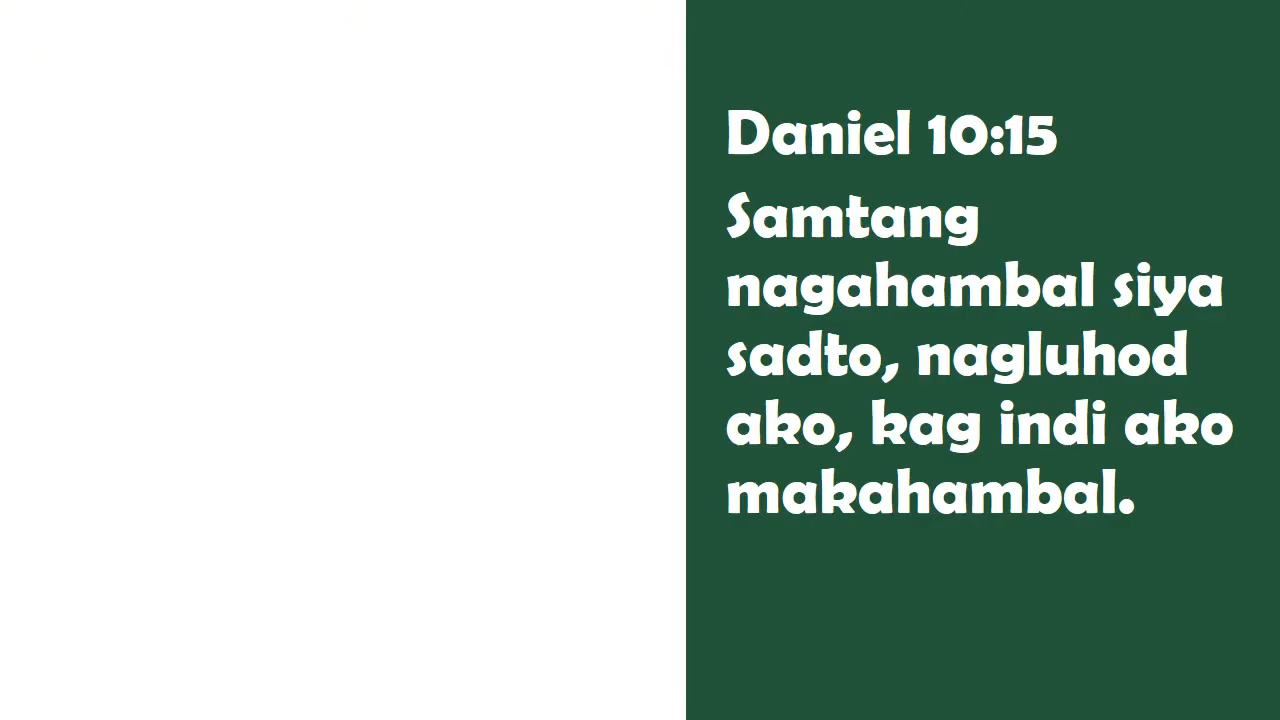 Daniel 10:15
Samtang
nagahambal siya
sadto, nagluhod
ako, kag indi ako
makahambal.